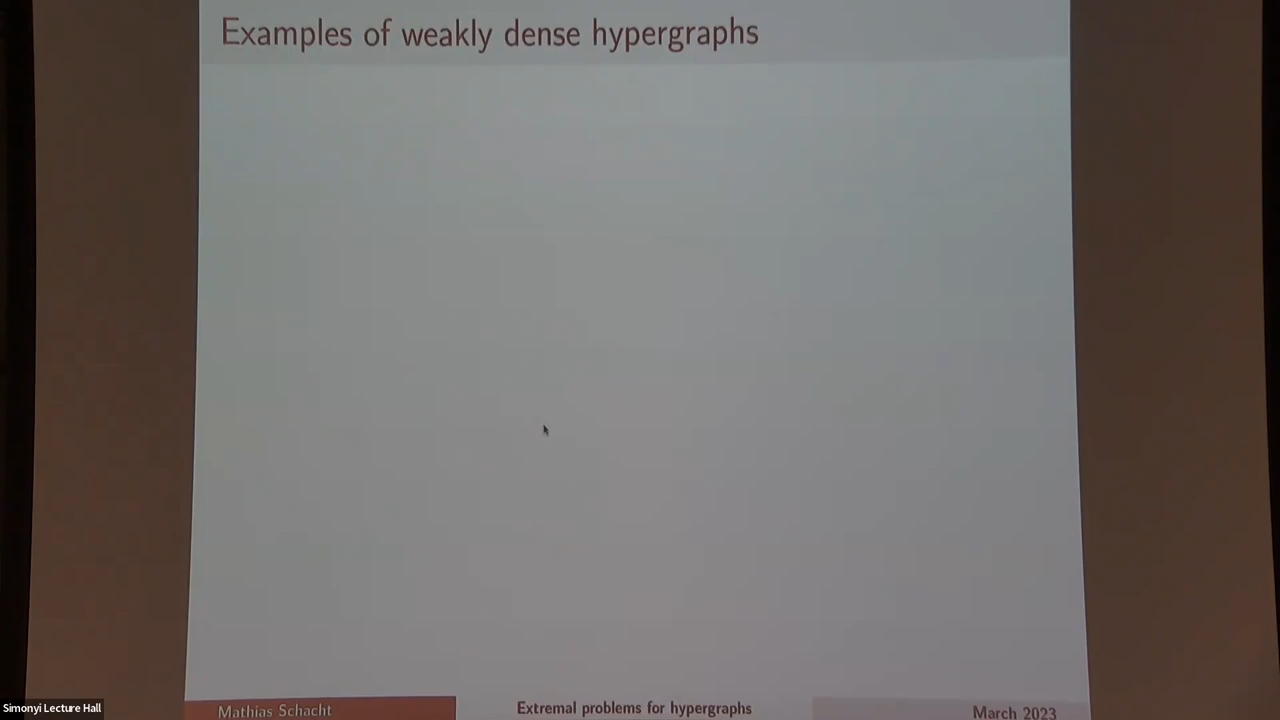 Examples of weakly dense hypergraphs
Mathias Schacht
Extremal problems for hypergraphs
March 2023
Simonyi Lecture Hall